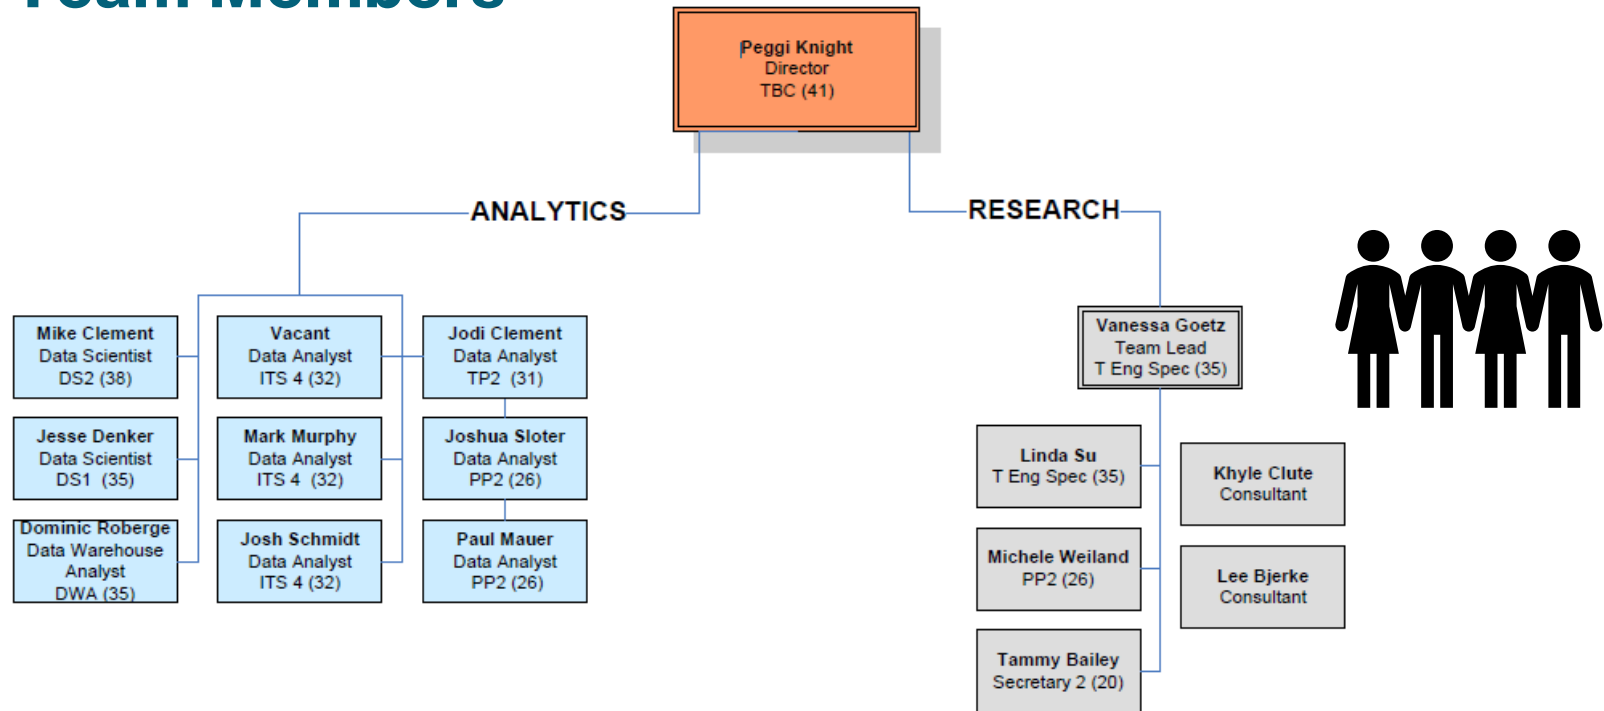 Team Members
Peggi Knight
Director
TBC (41)
ANALYTICS
RESEARCH
Mike Clement
Data Scientist
DS2 (38)
Vacant
Data Analyst
ITS 4 (32)
Jodi Clement
Data Analyst
TP2 (31)
Jesse Denker
Data Scientist
DS1 (35)
Mark Murphy
Data Analyst
ITS 4 (32)
Joshua Sloter
Data Analyst
PP2 (26)
Dominic Roberge
Data Warehouse
Analyst
DWA (35)
Josh Schmidt
Data Analyst
ITS 4 (32)
Paul Mauer
Data Analyst
PP2 (26)
Vanessa Goetz
Team Lead
T Eng Spec (35)
Linda Su
T Eng Spec (35)
Khyle Clute
Consultant
Michele Weiland
PP2 (26)
Lee Bjerke
Consultant
Tammy Bailey
Secretary 2 (20)